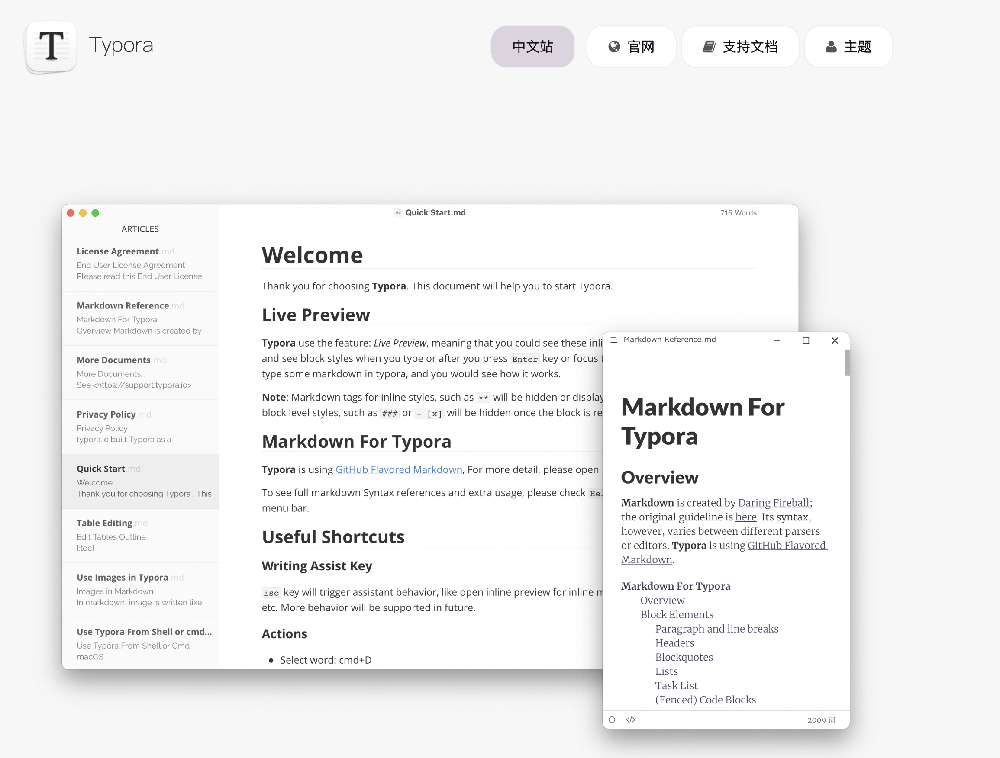 T
Typora
中文站
官网
支持文档
主题
Quick Start.md
715 Words
ARTICLES
License Agreement.md
End User License Agreement
Please read this End User License
Markdown Reference.md
Markdown For Typora
Overview Markdown is created by
More Documents.md
More Documents...
See <https://support.typora.io>
Privacy Policy.md
Privacy Policy
typora.io built Typora as a
Quick Start.md
Welcome
Thank you for choosing Typora . This
Table Editing.md
Edit Tables Outline
{:toc}
Use Images in Typora.md
Images in Markdown
In markdown, image is written like
Use Typora From Shell or cmd...
Use Typora From Shell or Cmd
macOS
Welcome
Thank you for choosing Typora. This document will help you to start Typora.
Live Preview
Typora use the feature: Live Preview, meaning that you could see these
and see block styles when you type or after you press Enter key or focus
type some markdown in typora, and you would see how it works.
Note: Markdown tags for inline styles, such as ** will be hidden or
block level styles, such as ### or - [x] will be hidden once the block is
Markdown For Typora
Typora is using GitHub Flavored Markdown, For more detail, please open
To see full markdown Syntax references and extra usage, please check
menu bar.
Useful Shortcuts
Writing Assist Key
Esc key will trigger assistant behavior, like open inline preview for inline
etc. More behavior will be supported in future.
Actions
● Select word: cmd+D
Markdown Reference.md
Markdown For
Typora
Overview
Markdown is created by Daring Fireball;
the original guideline is here. Its syntax,
however, varies between different parsers
or editors. Typora is using GitHub Flavored
Markdown.
Markdown For Typora
Overview
Block Elements
Paragraph and line breaks
Headers
Blockquotes
Lists
Task List
(Fenced) Code Blocks
</>
2009 词